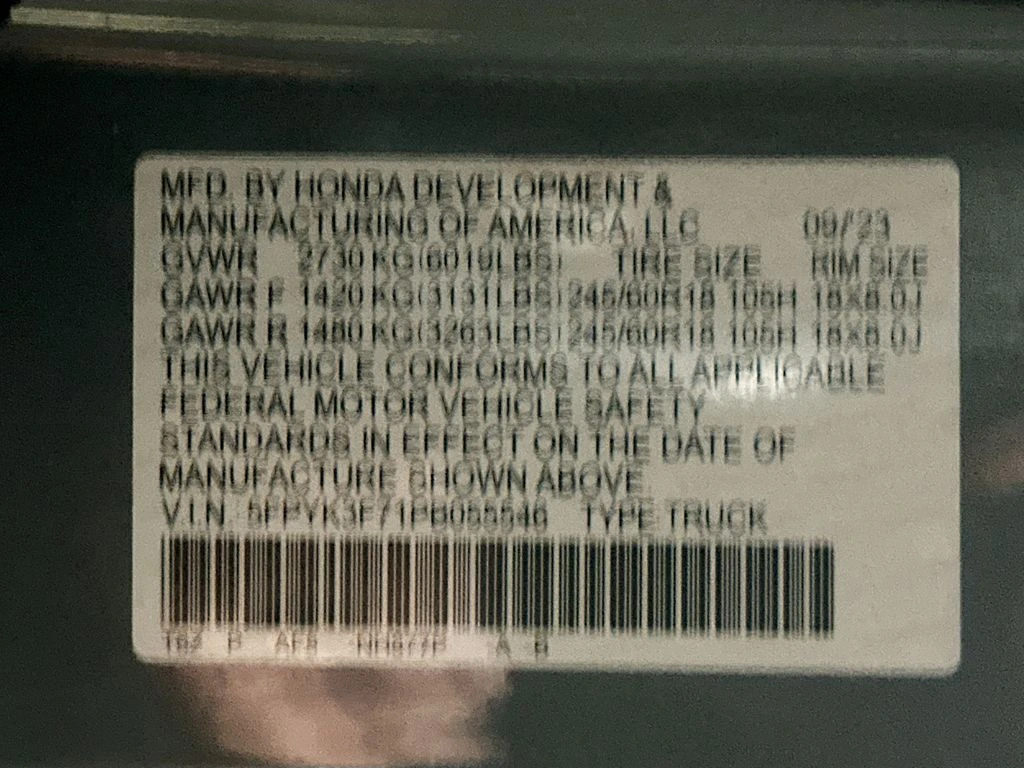 MFD. BY HONDA DEVELOPMENT &
MANUFACTURING OF AMERICA, LLC 09/'23
GVWR 2730 KG(6019LBS) TIRE SIZE RIM SIZE
GAWR F 1420 KG(3131LBS) 245/60R18 105H 18X8.0J
GAWR R 1480 KG(3263LBS) 245/60R18 105H 18X8.0J
THIS VEHICLE CONFORMS TO ALL APPLICABLE
FEDERAL MOTOR VEHICLE SAFETY
STANDARDS IN EFFECT ON THE DATE OF
MANUFACTURE SHOWN ABOVE
V.I.N. 5FPYK3F71PB055546 TYPE:TRUCK
A B